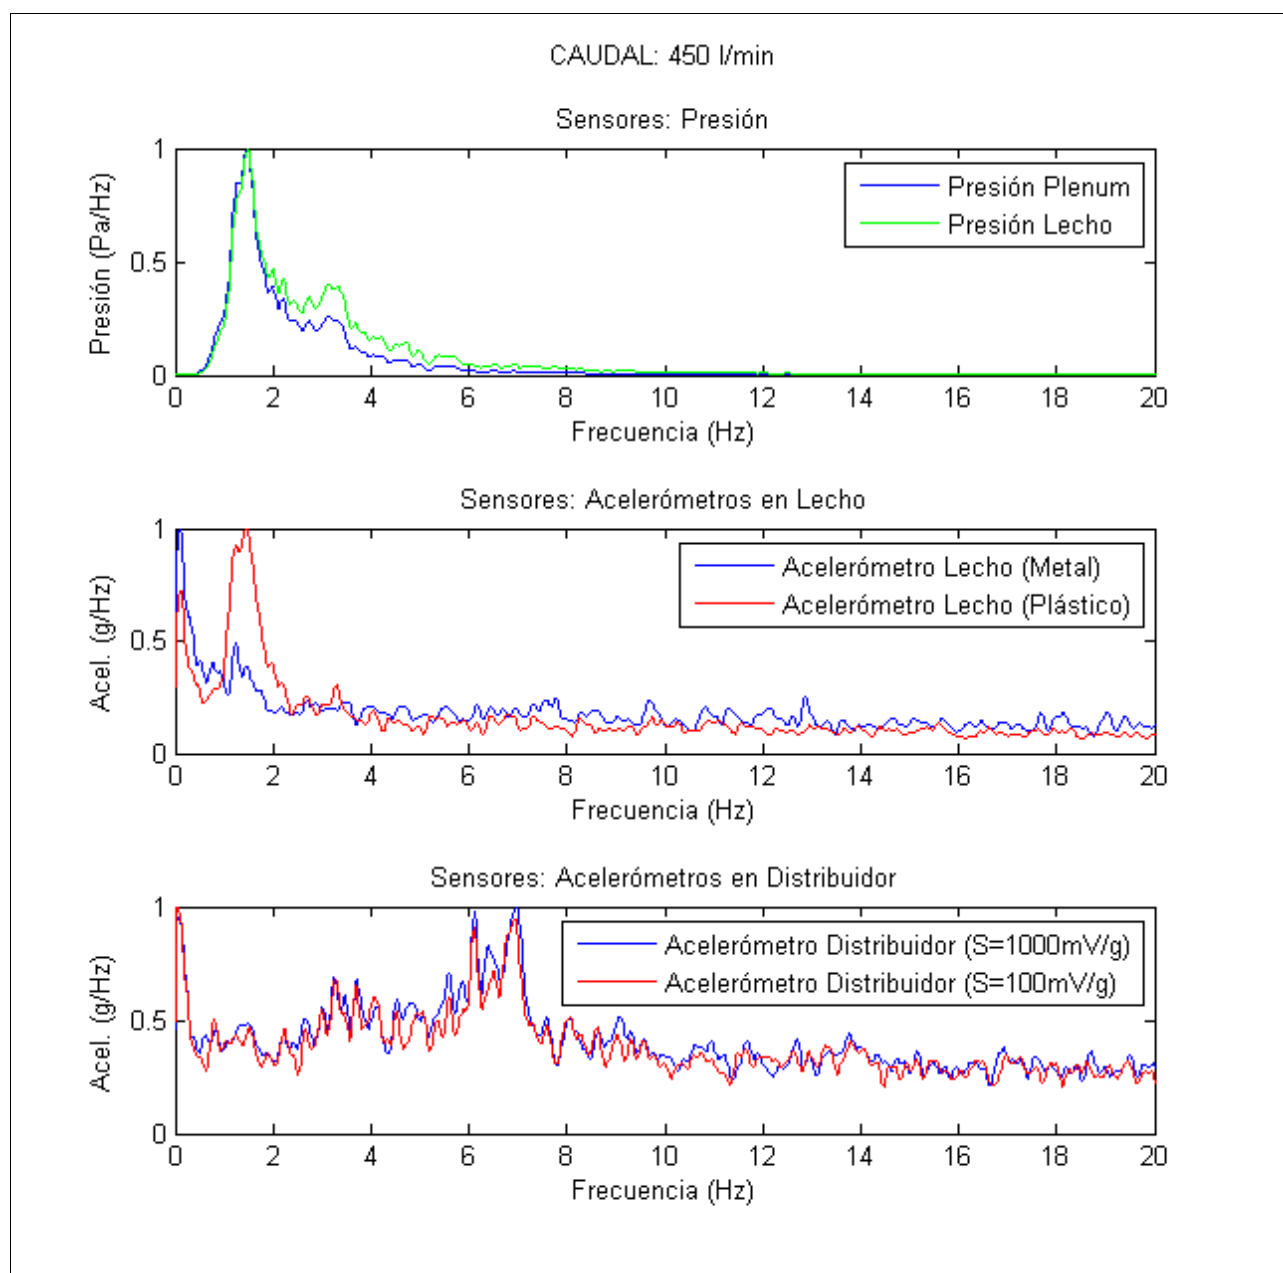 CAUDAL: 450 l/min
Sensores: Presión
Presión (Pa/Hz)
1
0.5
0
Presión Plenum
Presión Lecho
0 2 4 6 8 10 12 14 16 18 20
Frecuencia (Hz)
Sensores: Acelerómetros en Lecho
Acel. (g/Hz)
1
0.5
0
Acelerómetro Lecho (Metal)
Acelerómetro Lecho (Plástico)
0 2 4 6 8 10 12 14 16 18 20
Frecuencia (Hz)
Sensores: Acelerómetros en Distribuidor
Acel. (g/Hz)
1
0.5
0
Acelerómetro Distribuidor (S=1000mV/g)
Acelerómetro Distribuidor (S=100mV/g)
0 2 4 6 8 10 12 14 16 18 20
Frecuencia (Hz)